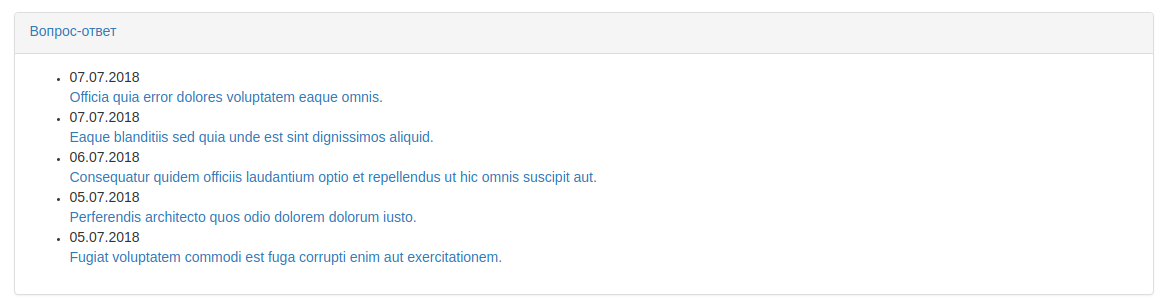 Вопрос-ответ
07.07.2018
Officia quia error dolores voluptatem eaque omnis.
07.07.2018
Eaque blanditiis sed quia unde est sint dignissimos aliquid.
06.07.2018
Consequatur quidem officiis laudantium optio et repellendus ut hic omnis suscipit aut.
05.07.2018
Perferendis architecto quos odio dolorem dolorum iusto.
05.07.2018
Fugiat voluptatem commodi est fuga corrupti enim aut exercitationem.